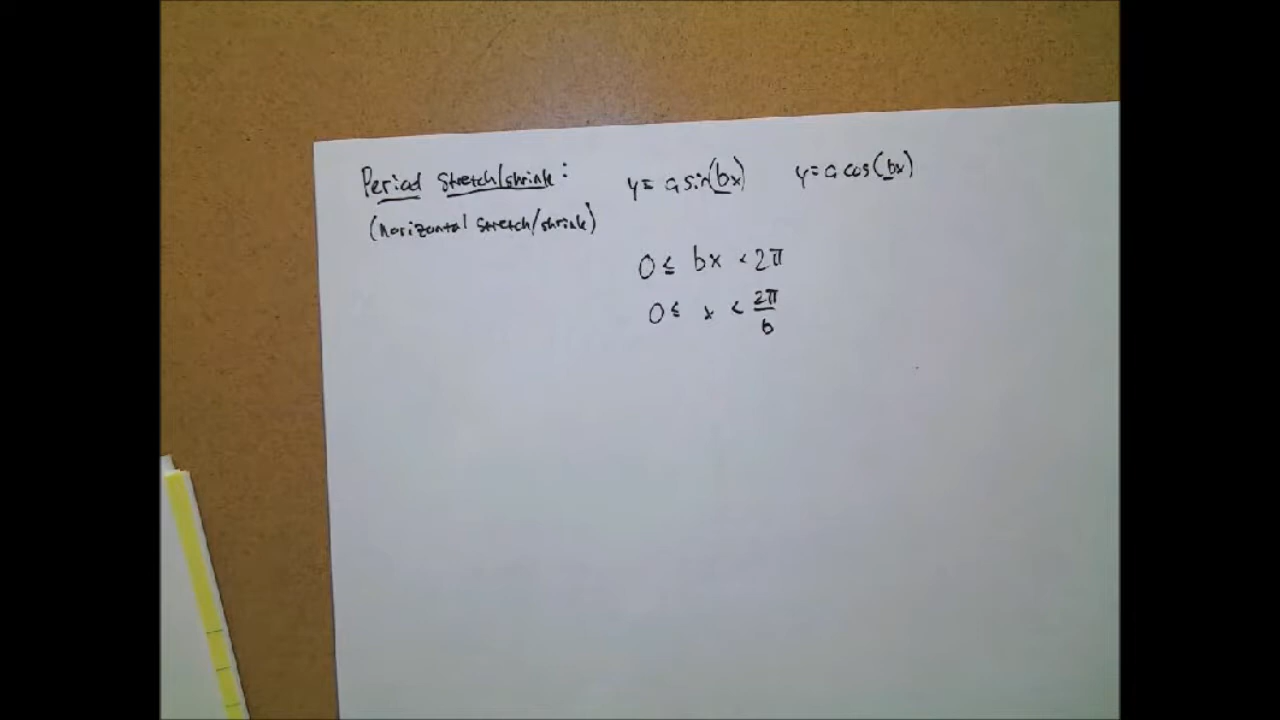 Period stretch/shrink: y = a sin(bx) y = a cos(bx)
(horizontal stretch/shrink)
0 ≤ bx < 2π
0 ≤ x < 2π/b